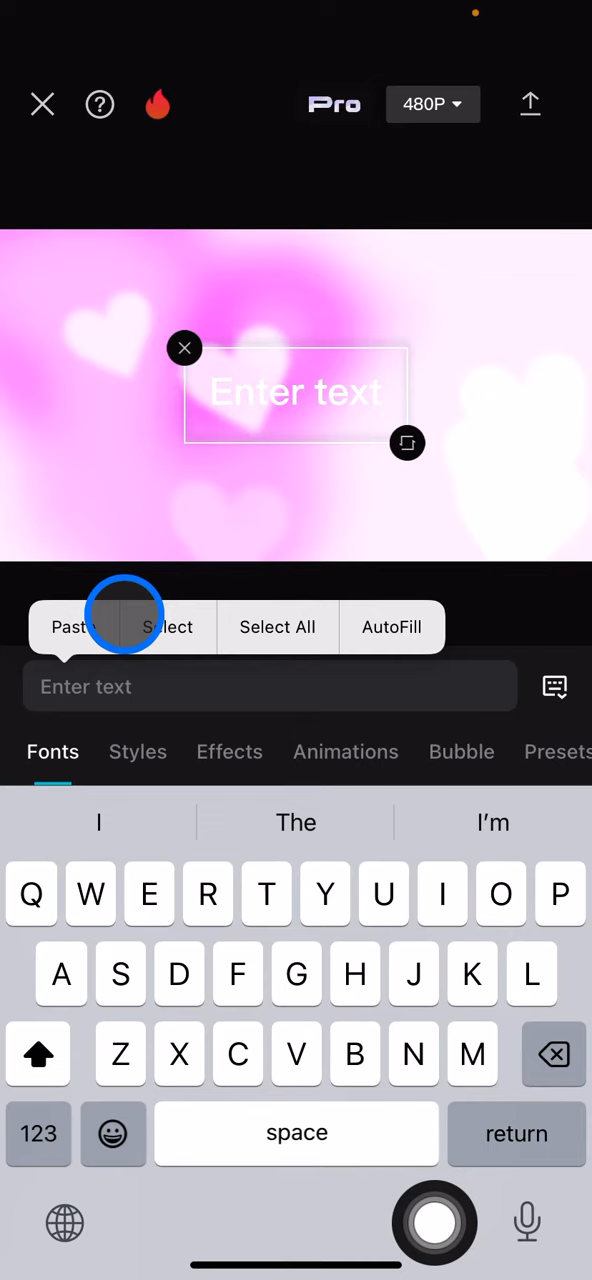 Pro 480P
Enter text
Paste Select Select All AutoFill
Enter text
Fonts Styles Effects Animations Bubble Presets
I The I'm
Q W E R T Y U I O P
A S D F G H J K L
Z X C V B N M
123 space return